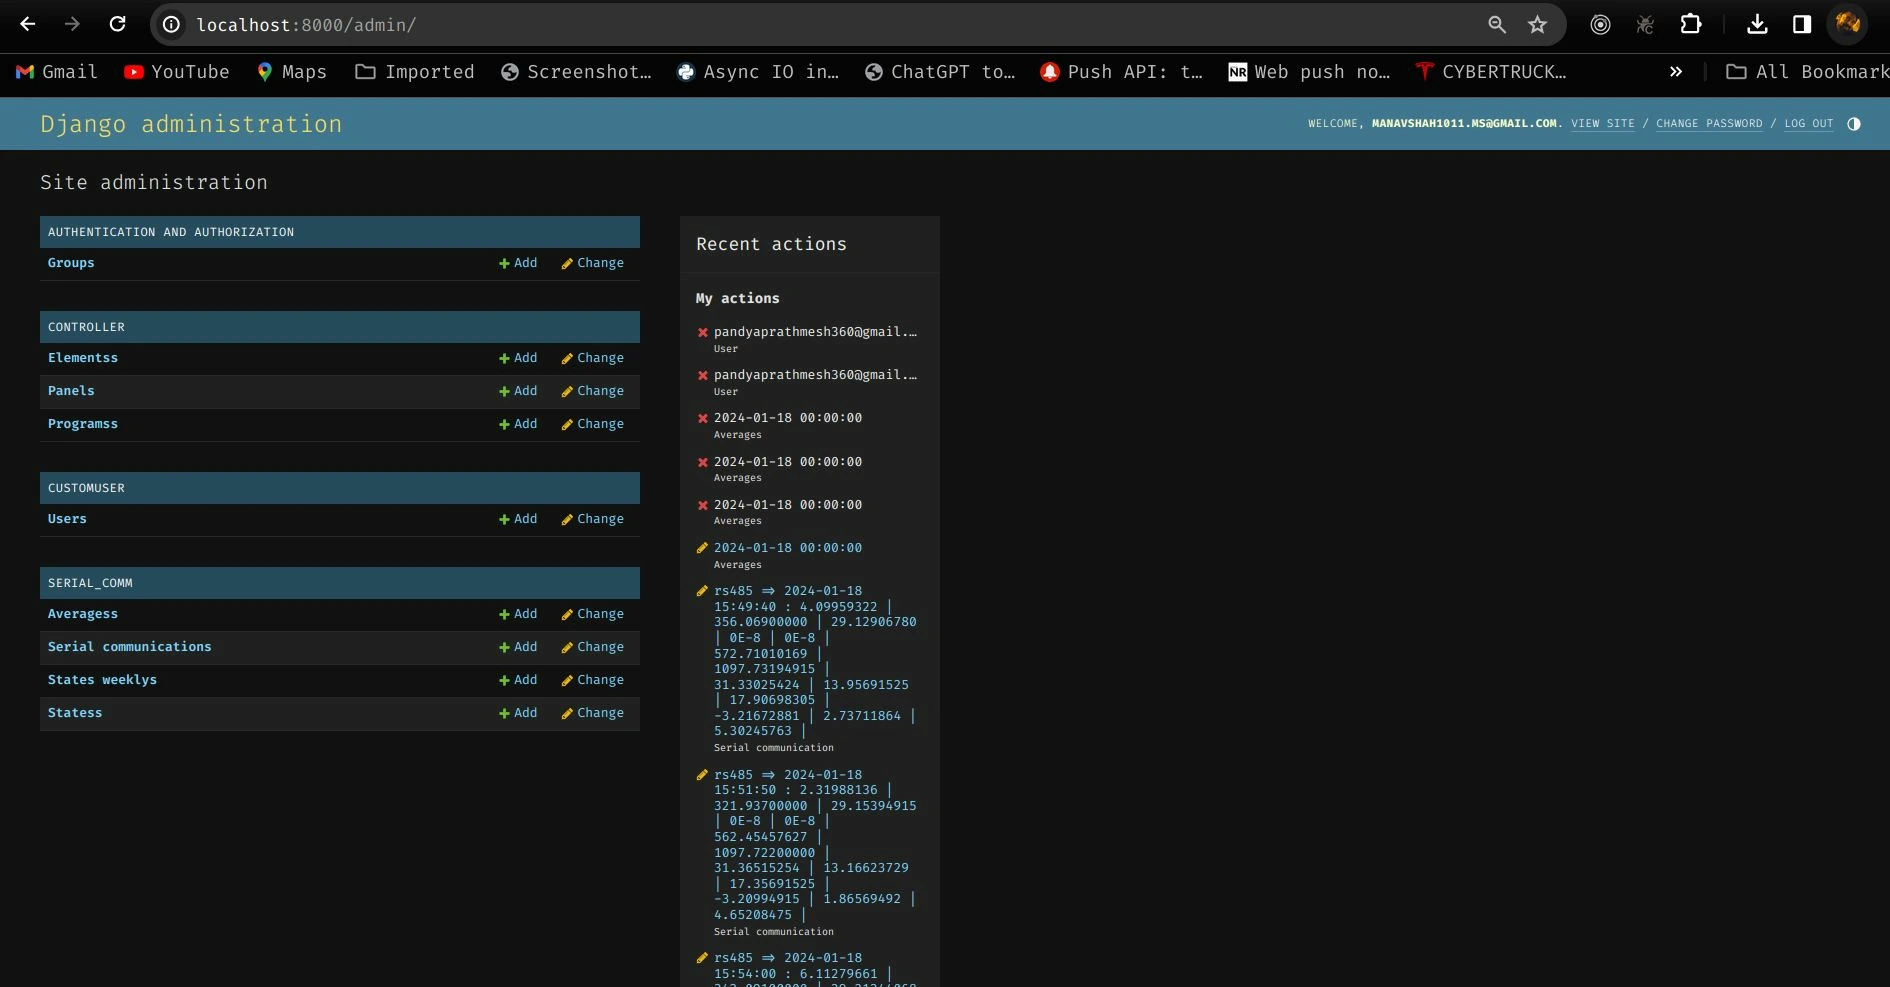 localhost:8000/admin/
Gmail YouTube Maps Imported Screenshot… Async IO in… ChatGPT to… Push API: t… NR Web push no… CYBERTRUCK… » All Bookmark
Django administration
WELCOME, MANAVSHAH1011.MS@GMAIL.COM. VIEW SITE / CHANGE PASSWORD / LOG OUT
Site administration
AUTHENTICATION AND AUTHORIZATION
Groups Add Change
CONTROLLER
Elementss Add Change
Panels Add Change
Programss Add Change
CUSTOMUSER
Users Add Change
SERIAL_COMM
Averagess Add Change
Serial communications Add Change
States weeklys Add Change
Statess Add Change
Recent actions
My actions
pandyaprathmesh360@gmail.…
User
pandyaprathmesh360@gmail.…
User
2024-01-18 00:00:00
Averages
2024-01-18 00:00:00
Averages
2024-01-18 00:00:00
Averages
2024-01-18 00:00:00
Averages
rs485 => 2024-01-18
15:49:40 : 4.09959322 |
356.06900000 | 29.12906780
| 0E-8 | 0E-8 |
572.71010169 |
1097.73194915 |
31.33025424 | 13.95691525
| 17.90698305 |
-3.21672881 | 2.73711864 |
5.30245763 |
Serial communication
rs485 => 2024-01-18
15:51:50 : 2.31988136 |
321.93700000 | 29.15394915
| 0E-8 | 0E-8 |
562.45457627 |
1097.72200000 |
31.36515254 | 13.16623729
| 17.35691525 |
-3.20994915 | 1.86569492 |
4.65208475 |
Serial communication
rs485 => 2024-01-18
15:54:00 : 6.11279661 |